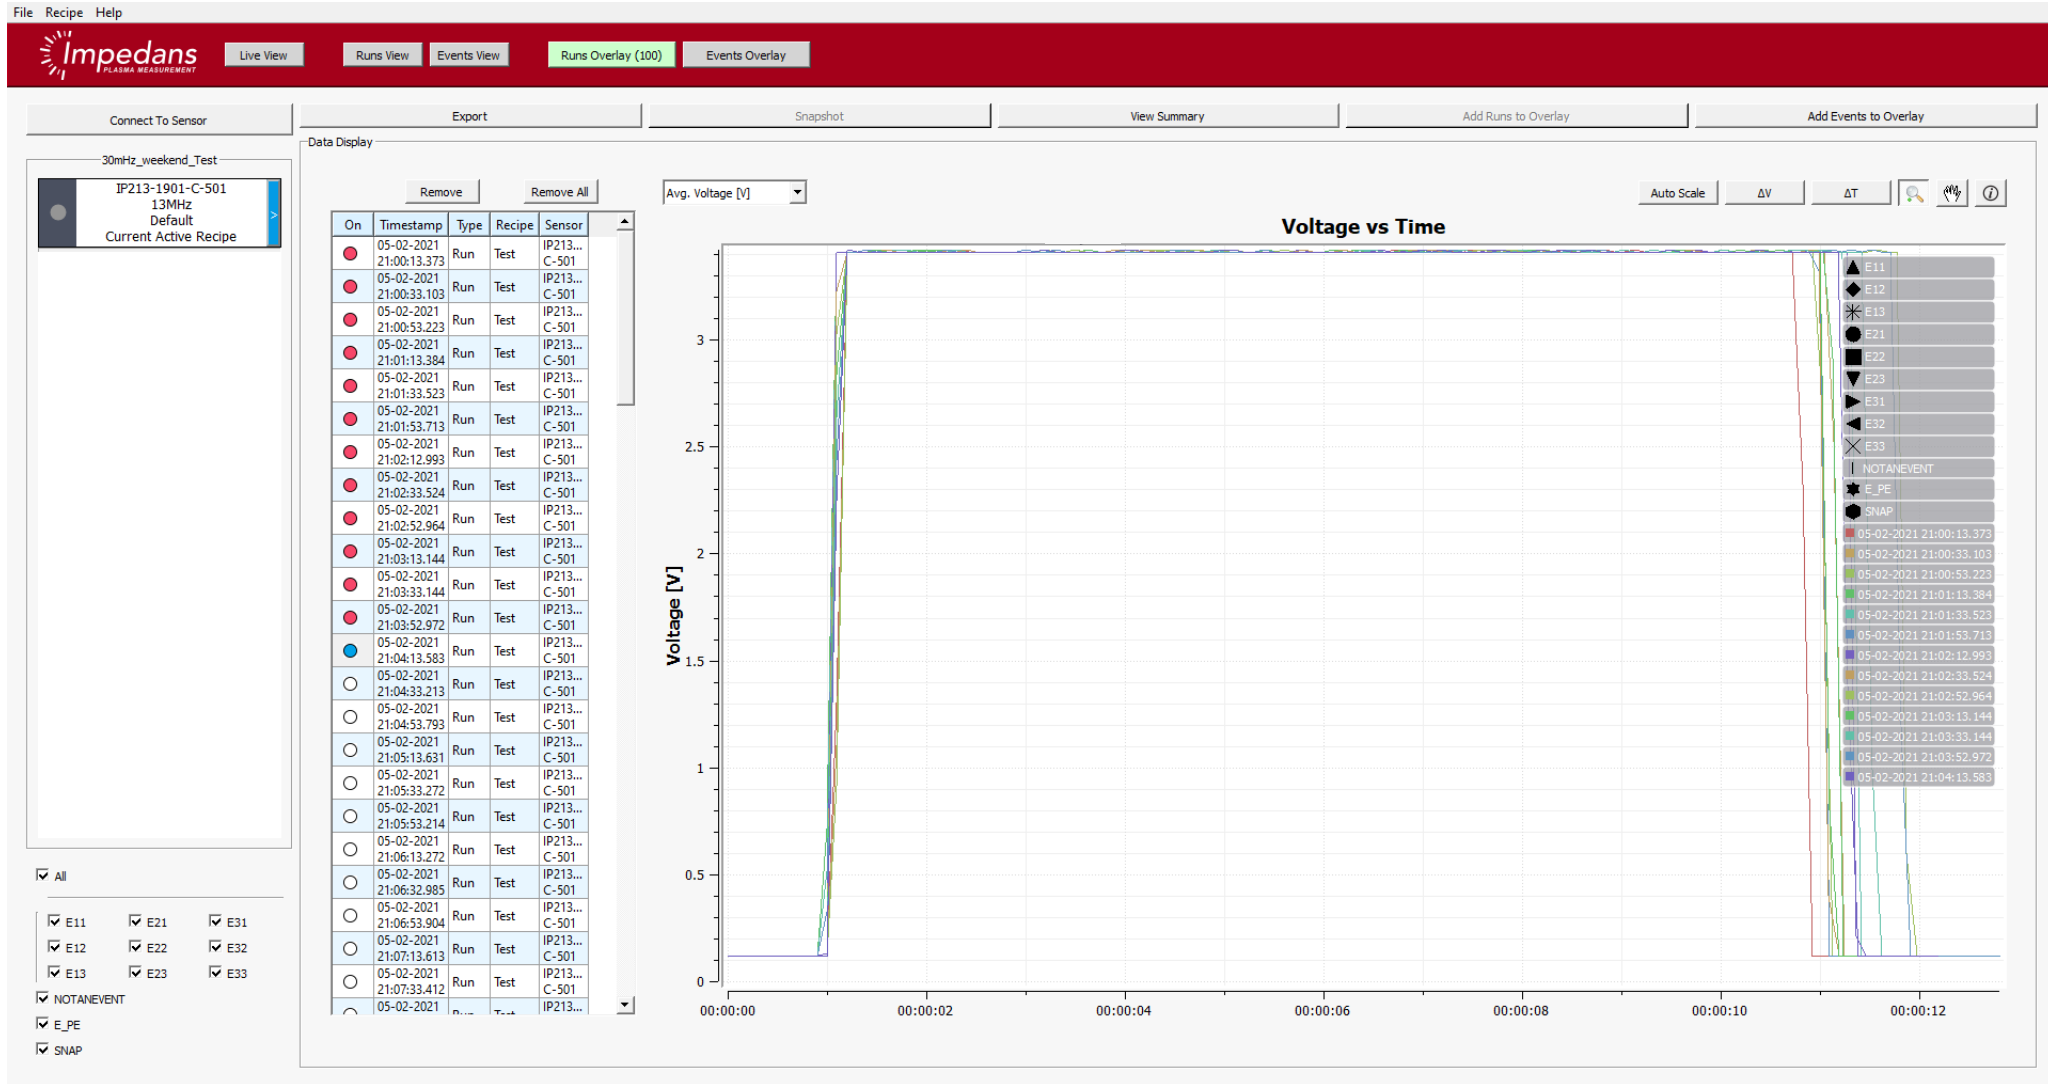 File Recipe Help
Impedans
PLASMA MEASUREMENT
Live View
Runs View
Events View
Runs Overlay (100)
Events Overlay
Connect To Sensor
Export
Snapshot
View Summary
Add Runs to Overlay
Add Events to Overlay
30mHz_weekend_Test
IP213-1901-C-501
13MHz
Default
Current Active Recipe
>
All
E11 E21 E31
E12 E22 E32
E13 E23 E33
NOTANEVENT
E_PE
SNAP
Data Display
Remove
Remove All
On Timestamp Type Recipe Sensor
05-02-2021 IP213...
21:00:13.373 Run Test C-501
05-02-2021 IP213...
21:00:33.103 Run Test C-501
05-02-2021 IP213...
21:00:53.223 Run Test C-501
05-02-2021 IP213...
21:01:13.384 Run Test C-501
05-02-2021 IP213...
21:01:33.523 Run Test C-501
05-02-2021 IP213...
21:01:53.713 Run Test C-501
05-02-2021 IP213...
21:02:12.993 Run Test C-501
05-02-2021 IP213...
21:02:33.524 Run Test C-501
05-02-2021 IP213...
21:02:52.964 Run Test C-501
05-02-2021 IP213...
21:03:13.144 Run Test C-501
05-02-2021 IP213...
21:03:33.144 Run Test C-501
05-02-2021 IP213...
21:03:52.972 Run Test C-501
05-02-2021 IP213...
21:04:13.583 Run Test C-501
05-02-2021 IP213...
21:04:33.213 Run Test C-501
05-02-2021 IP213...
21:04:53.793 Run Test C-501
05-02-2021 IP213...
21:05:13.631 Run Test C-501
05-02-2021 IP213...
21:05:33.272 Run Test C-501
05-02-2021 IP213...
21:05:53.214 Run Test C-501
05-02-2021 IP213...
21:06:13.272 Run Test C-501
05-02-2021 IP213...
21:06:32.985 Run Test C-501
05-02-2021 IP213...
21:06:53.904 Run Test C-501
05-02-2021 IP213...
21:07:13.613 Run Test C-501
05-02-2021 IP213...
21:07:33.412 Run Test C-501
05-02-2021 IP213...
Avg. Voltage [V]
Auto Scale
ΔV
ΔT
Voltage vs Time
Voltage [V]
3
2.5
2
1.5
1
0.5
0
00:00:00 00:00:02 00:00:04 00:00:06 00:00:08 00:00:10 00:00:12
E11
E12
E13
E21
E22
E23
E31
E32
E33
NOTANEVENT
E_PE
SNAP
05-02-2021 21:00:13.373
05-02-2021 21:00:33.103
05-02-2021 21:00:53.223
05-02-2021 21:01:13.384
05-02-2021 21:01:33.523
05-02-2021 21:01:53.713
05-02-2021 21:02:12.993
05-02-2021 21:02:33.524
05-02-2021 21:02:52.964
05-02-2021 21:03:13.144
05-02-2021 21:03:33.144
05-02-2021 21:03:52.972
05-02-2021 21:04:13.583